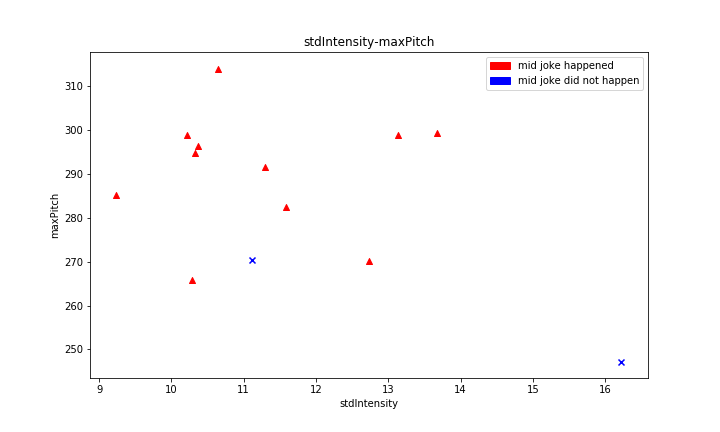 stdIntensity-maxPitch
mid joke happened
mid joke did not happen
310
300
290
280
270
260
250
maxPitch
9 10 11 12 13 14 15 16
stdIntensity